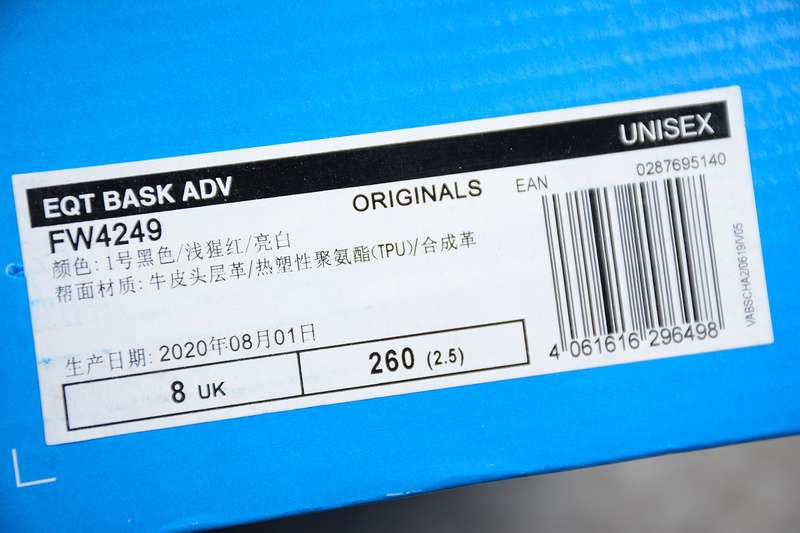 EQT BASK ADV UNISEX
FW4249 ORIGINALS EAN 0287695140
颜色: 1号黑色/浅猩红/亮白
帮面材质: 牛皮头层革/热塑性聚氨酯(TPU)/合成革
生产日期: 2020年08月01日
8 UK 260 (2.5)
4 061616 296498
VABSCHA2/0619/V05